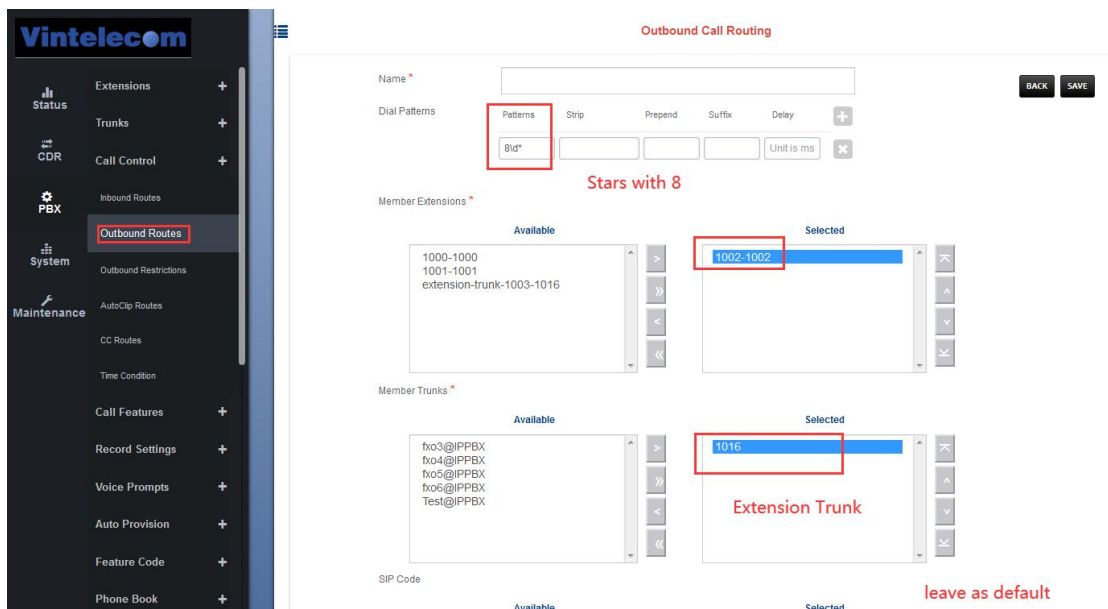 Vintelecom
Status
CDR
PBX
System
Maintenance
Extensions +
Trunks +
Call Control +
Inbound Routes
Outbound Routes
Outbound Restrictions
AutoClip Routes
CC Routes
Time Condition
Call Features +
Record Settings +
Voice Prompts +
Auto Provision +
Feature Code +
Phone Book +
Outbound Call Routing
BACK SAVE
Name *
Dial Patterns
Patterns Strip Prepend Suffix Delay
8\d* Unit is ms
Stars with 8
Member Extensions *
Available Selected
1000-1000
1001-1001
extension-trunk-1003-1016
1002-1002
Member Trunks *
Available Selected
fxo3@IPPBX
fxo4@IPPBX
fxo5@IPPBX
fxo6@IPPBX
Test@IPPBX
1016
Extension Trunk
SIP Code
leave as default
Available Selected